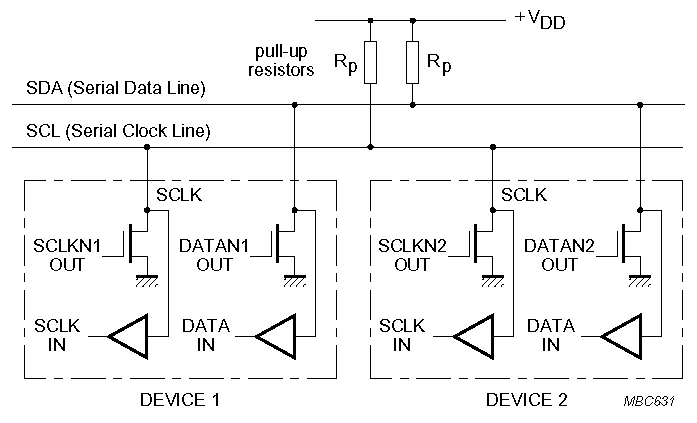 +VDD
pull-up
resistors
Rp
Rp
SDA (Serial Data Line)
SCL (Serial Clock Line)
SCLK
SCLKN1
OUT
DATAN1
OUT
SCLK
IN
DATA
IN
DEVICE 1
SCLK
SCLKN2
OUT
DATAN2
OUT
SCLK
IN
DATA
IN
DEVICE 2
MBC631